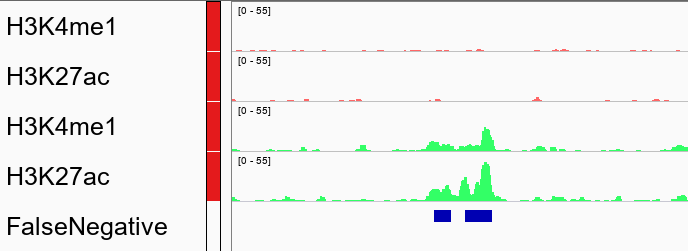 H3K4me1
[0 - 55]
H3K27ac
[0 - 55]
H3K4me1
[0 - 55]
H3K27ac
[0 - 55]
FalseNegative